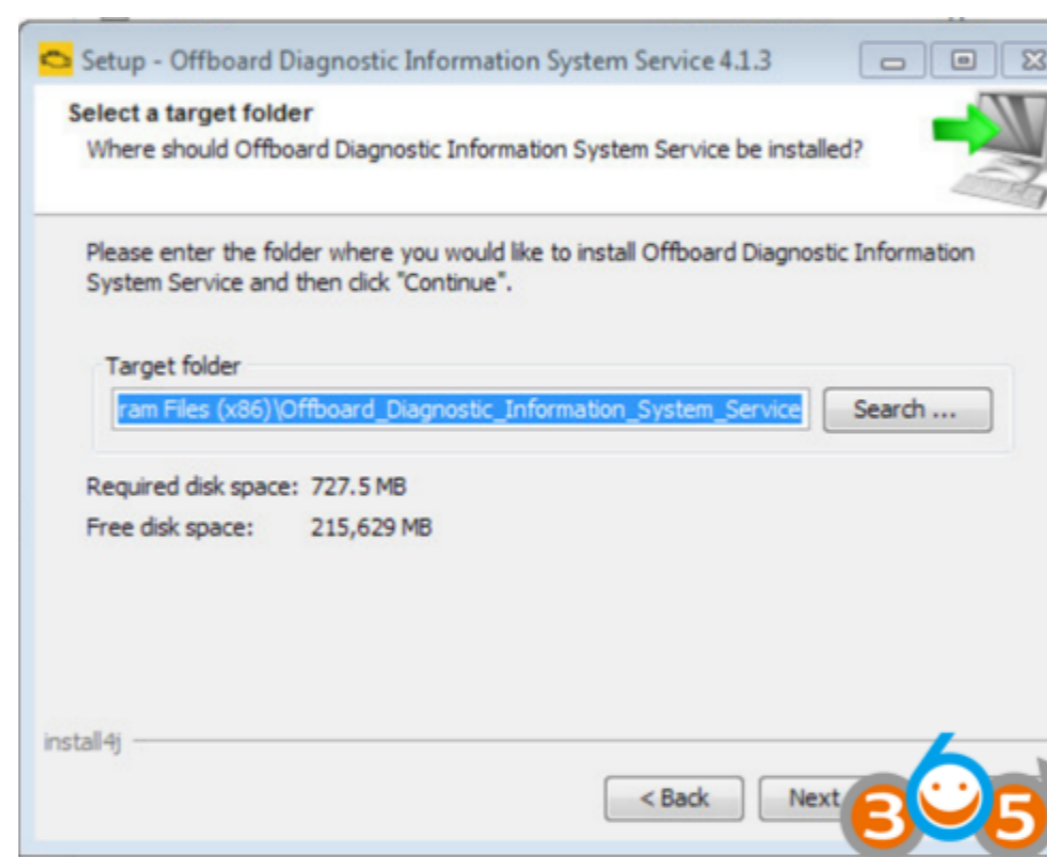 Setup - Offboard Diagnostic Information System Service 4.1.3
Select a target folder
Where should Offboard Diagnostic Information System Service be installed?
Please enter the folder where you would like to install Offboard Diagnostic Information
System Service and then click "Continue".
Target folder
ram Files (x86)\Offboard_Diagnostic_Information_System_Service
Search ...
Required disk space: 727.5 MB
Free disk space: 215,629 MB
install4j
< Back
Next
365